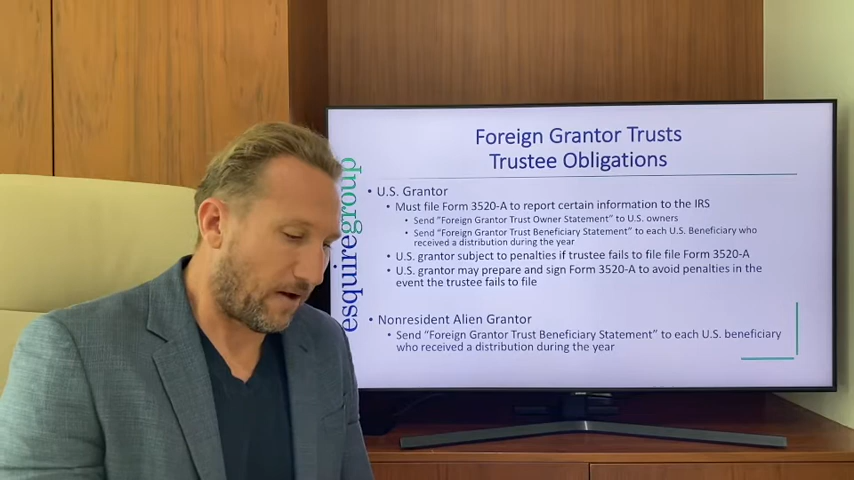 Foreign Grantor Trusts
Trustee Obligations
esquiregroup
• U.S. Grantor
• Must file Form 3520-A to report certain information to the IRS
• Send "Foreign Grantor Trust Owner Statement" to U.S. owners
• Send "Foreign Grantor Trust Beneficiary Statement" to each U.S. Beneficiary who
received a distribution during the year
• U.S. grantor subject to penalties if trustee fails to file file Form 3520-A
• U.S. grantor may prepare and sign Form 3520-A to avoid penalties in the
event the trustee fails to file
• Nonresident Alien Grantor
• Send "Foreign Grantor Trust Beneficiary Statement" to each U.S. beneficiary
who received a distribution during the year